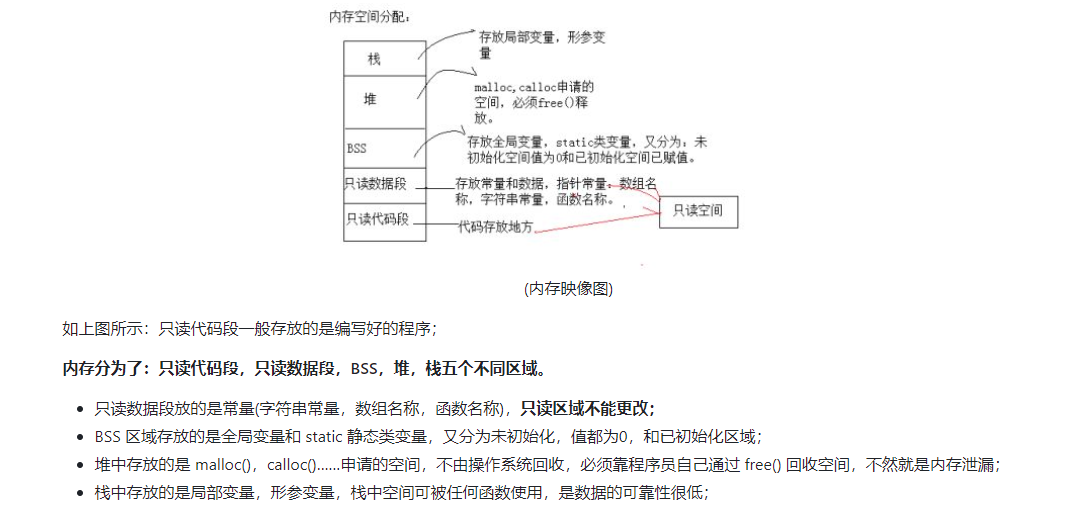 内存空间分配：
栈
存放局部变量，形参变
量
堆
malloc,calloc申请的
空间，必须free()释
放。
BSS
存放全局变量，static类变量，又分为：未
初始化空间值为0和已初始化空间已赋值。
只读数据段
存放常量和数据，指针常量，数组名
称，字符串常量，函数名称。
只读空间
只读代码段
代码存放地方
(内存映像图)
如上图所示：只读代码段一般存放的是编写好的程序；
内存分为了：只读代码段，只读数据段，BSS，堆，栈五个不同区域。
• 只读数据段放的是常量(字符串常量，数组名称，函数名称)，只读区域不能更改；
• BSS 区域存放的是全局变量和 static 静态类变量，又分为未初始化，值都为0，和已初始化区域；
• 堆中存放的是 malloc()，calloc()……申请的空间，不由操作系统回收，必须靠程序员自己通过 free() 回收空间，不然就是内存泄漏；
• 栈中存放的是局部变量，形参变量，栈中空间可被任何函数使用，是数据的可靠性很低；